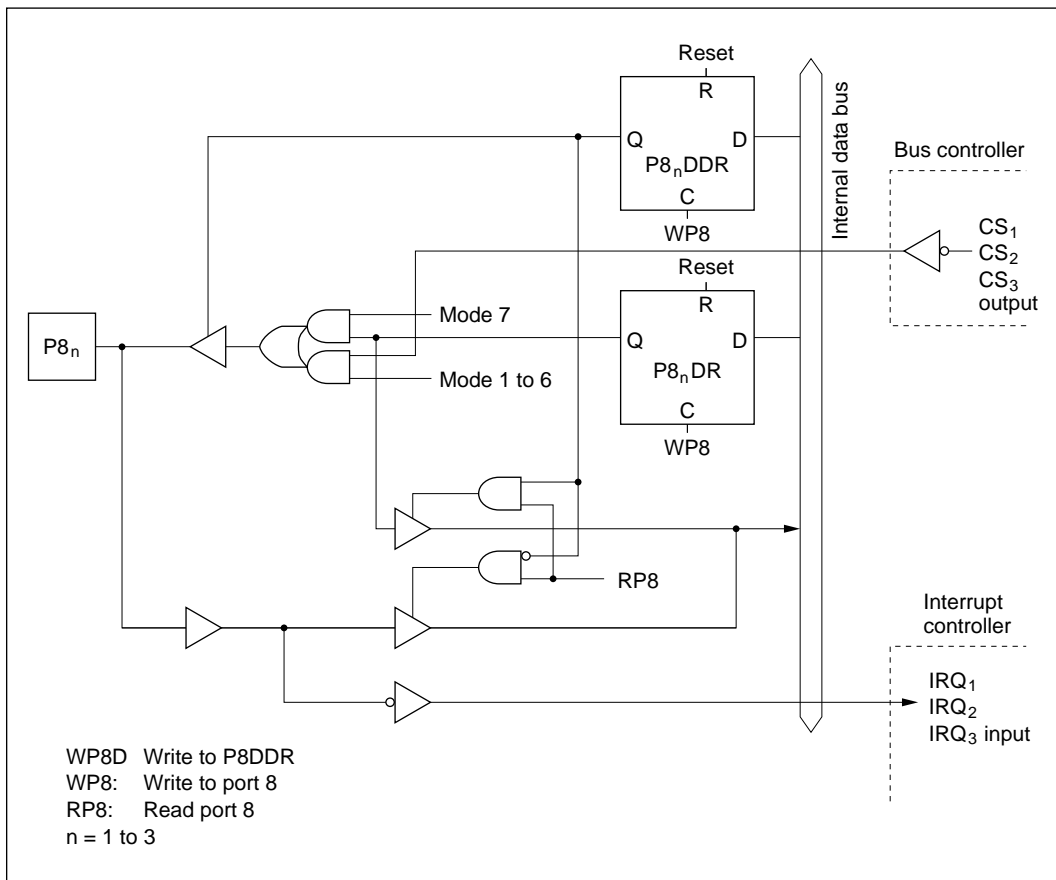 Reset
R
Q
D
P8nDDR
C
WP8
Internal data bus
Bus controller
CS1
CS2
CS3
output
Reset
R
Mode 7
Q
D
P8n
P8nDR
Mode 1 to 6
C
WP8
RP8
Interrupt
controller
IRQ1
IRQ2
IRQ3 input
WP8D Write to P8DDR
WP8: Write to port 8
RP8: Read port 8
n = 1 to 3